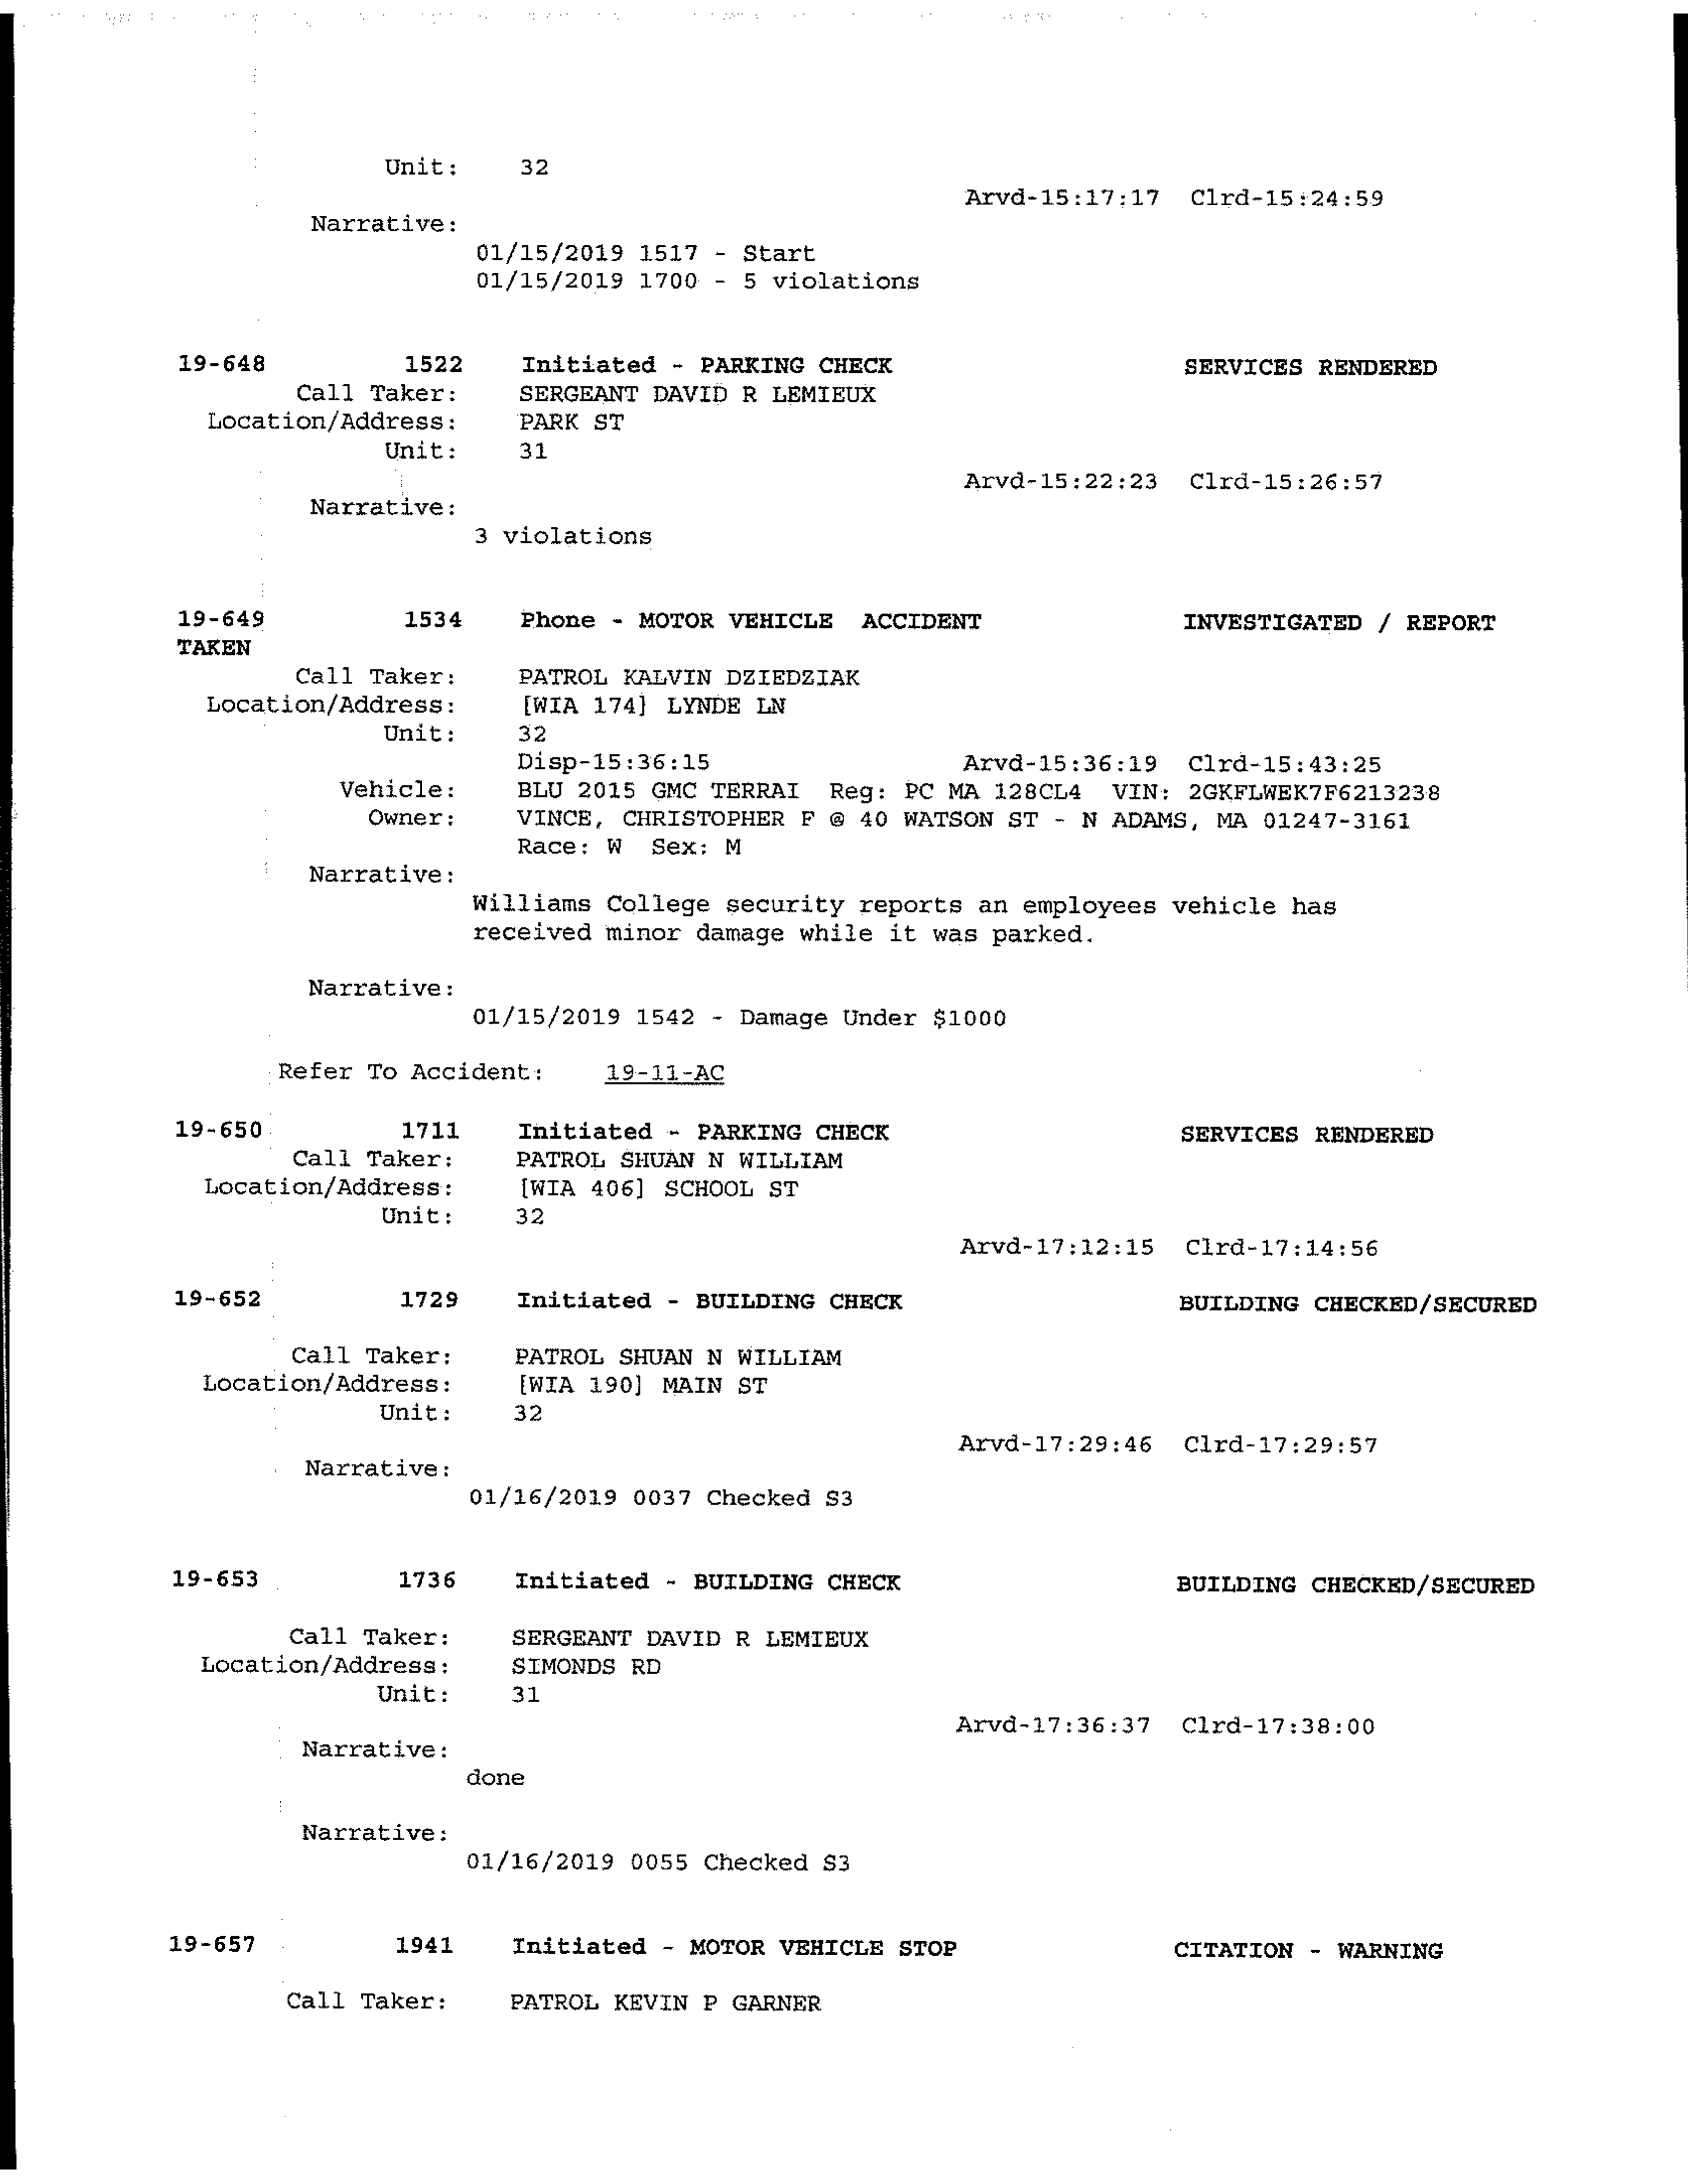 Unit: 32
Arvd-15:17:17 Clrd-15:24:59
Narrative:
01/15/2019 1517 - Start
01/15/2019 1700 - 5 violations
19-648 1522 Initiated - PARKING CHECK SERVICES RENDERED
Call Taker: SERGEANT DAVID R LEMIEUX
Location/Address: PARK ST
Unit: 31
Arvd-15:22:23 Clrd-15:26:57
Narrative:
3 violations
19-649 1534 Phone - MOTOR VEHICLE ACCIDENT INVESTIGATED / REPORT
TAKEN
Call Taker: PATROL KALVIN DZIEDZIAK
Location/Address: [WIA 174] LYNDE LN
Unit: 32
Disp-15:36:15 Arvd-15:36:19 Clrd-15:43:25
Vehicle: BLU 2015 GMC TERRAI Reg: PC MA 128CL4 VIN: 2GKFLWEK7F6213238
Owner: VINCE, CHRISTOPHER F @ 40 WATSON ST - N ADAMS, MA 01247-3161
Race: W Sex: M
Narrative:
Williams College security reports an employees vehicle has
received minor damage while it was parked.
Narrative:
01/15/2019 1542 - Damage Under $1000
Refer To Accident: 19-11-AC
19-650 1711 Initiated - PARKING CHECK SERVICES RENDERED
Call Taker: PATROL SHUAN N WILLIAM
Location/Address: [WIA 406] SCHOOL ST
Unit: 32
Arvd-17:12:15 Clrd-17:14:56
19-652 1729 Initiated - BUILDING CHECK BUILDING CHECKED/SECURED
Call Taker: PATROL SHUAN N WILLIAM
Location/Address: [WIA 190] MAIN ST
Unit: 32
Arvd-17:29:46 Clrd-17:29:57
Narrative:
01/16/2019 0037 Checked S3
19-653 1736 Initiated - BUILDING CHECK BUILDING CHECKED/SECURED
Call Taker: SERGEANT DAVID R LEMIEUX
Location/Address: SIMONDS RD
Unit: 31
Arvd-17:36:37 Clrd-17:38:00
Narrative:
done
Narrative:
01/16/2019 0055 Checked S3
19-657 1941 Initiated - MOTOR VEHICLE STOP CITATION - WARNING
Call Taker: PATROL KEVIN P GARNER